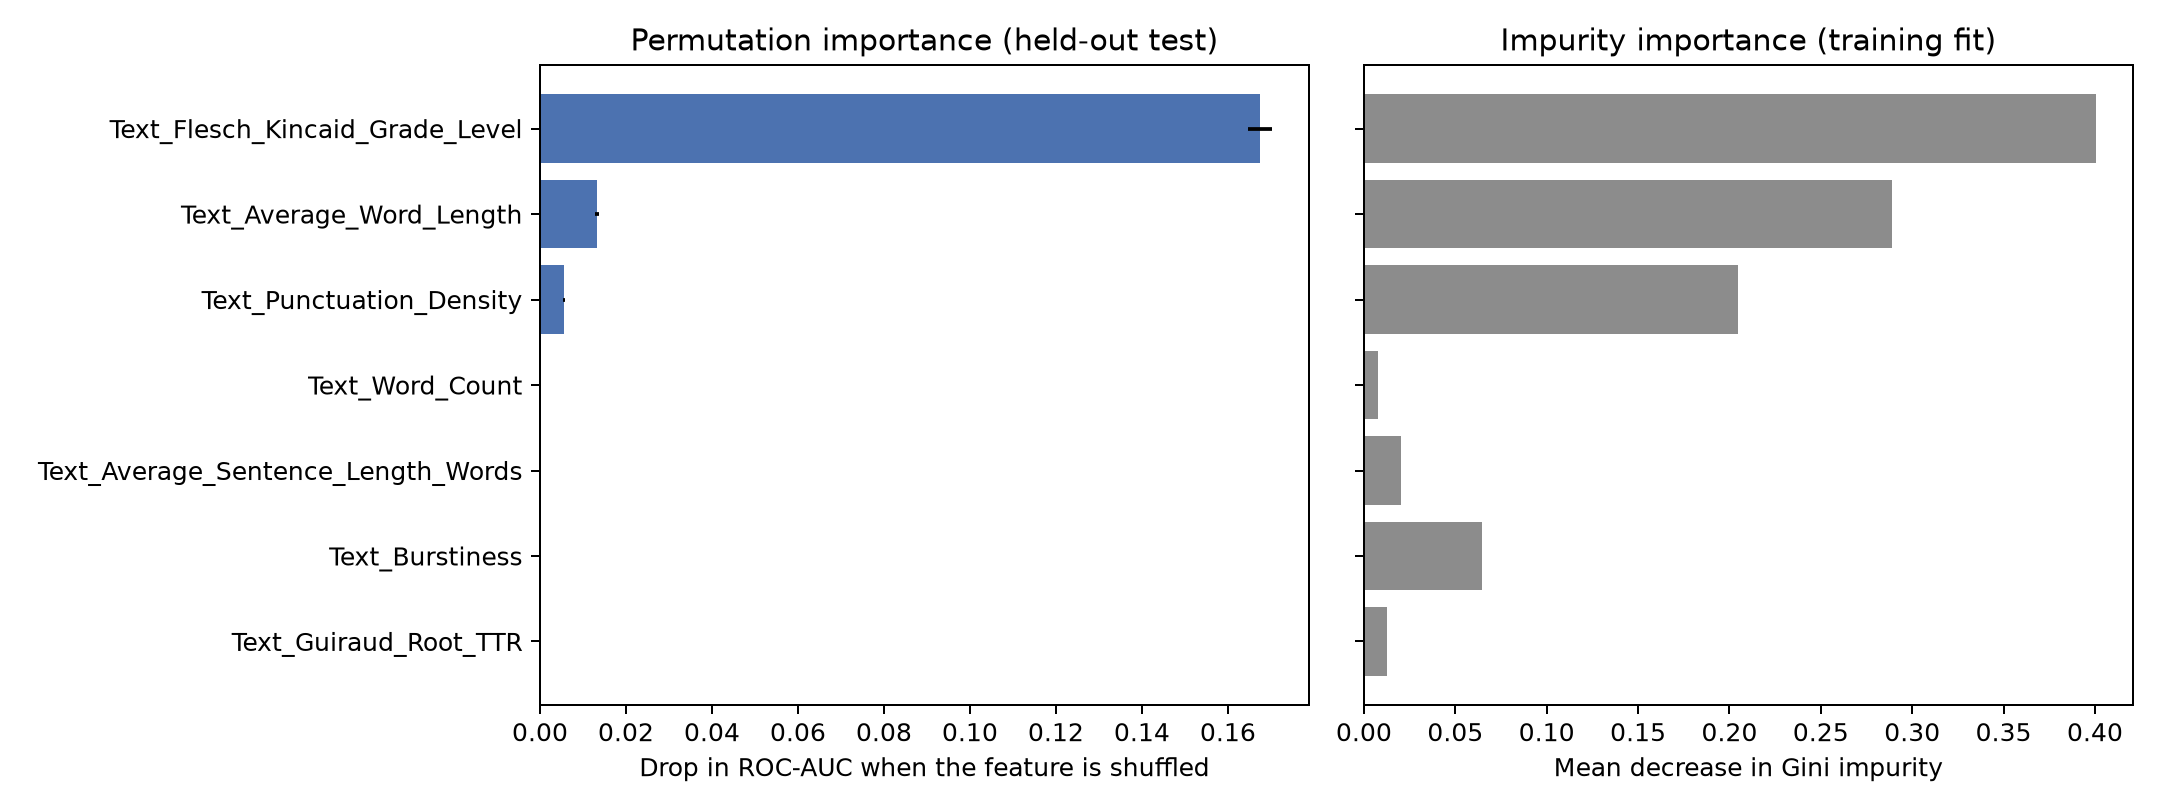 Permutation importance (held-out test)
Impurity importance (training fit)
Text_Flesch_Kincaid_Grade_Level
Text_Average_Word_Length
Text_Punctuation_Density
Text_Word_Count
Text_Average_Sentence_Length_Words
Text_Burstiness
Text_Guiraud_Root_TTR
0.00 0.02 0.04 0.06 0.08 0.10 0.12 0.14 0.16
Drop in ROC-AUC when the feature is shuffled
0.00 0.05 0.10 0.15 0.20 0.25 0.30 0.35 0.40
Mean decrease in Gini impurity